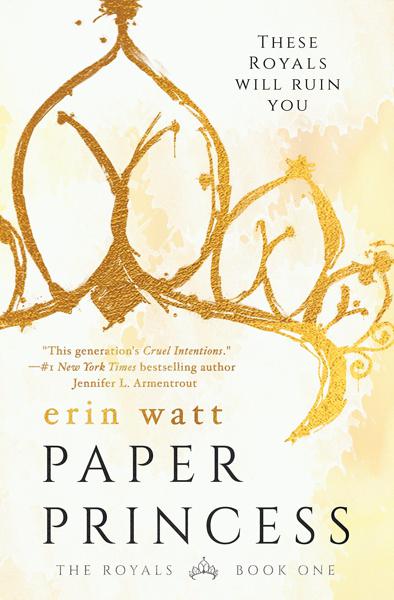 THESE
ROYALS
WILL RUIN
YOU
"This generation's Cruel Intentions."
—#1 New York Times bestselling author
Jennifer L. Armentrout
erin watt
PAPER
PRINCESS
THE ROYALS BOOK ONE